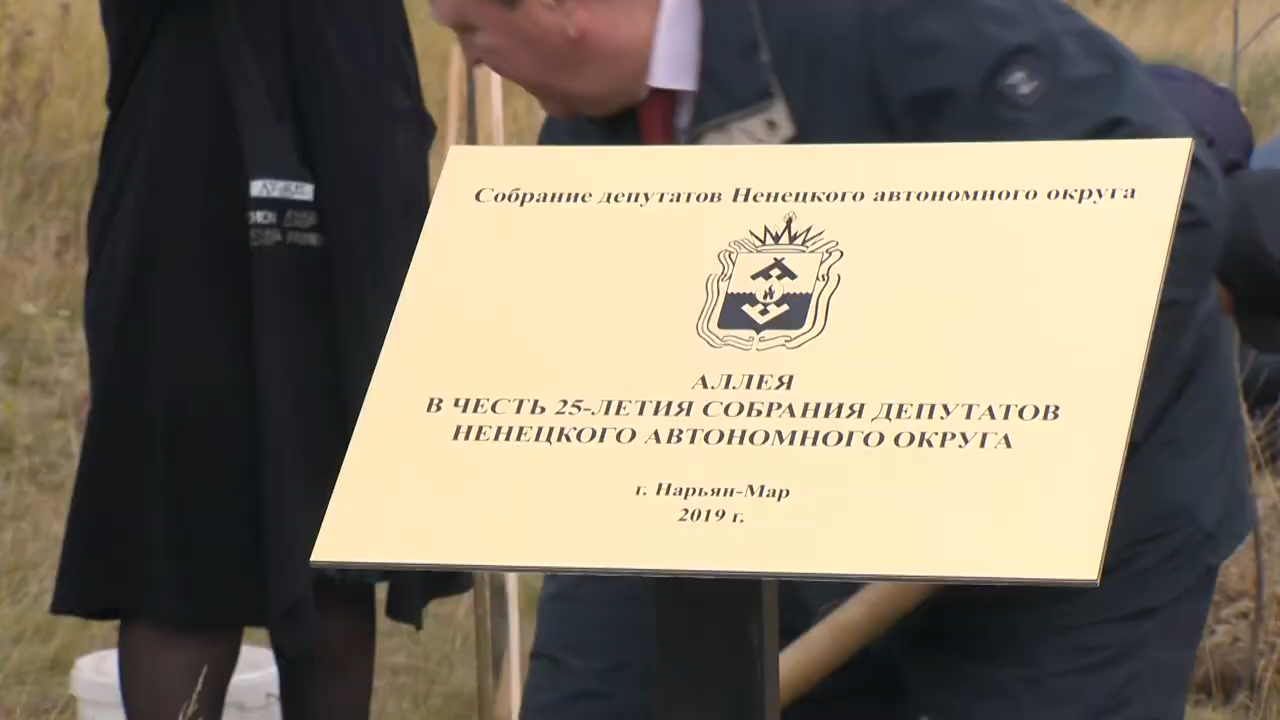 Собрание депутатов Ненецкого автономного округа
АЛЛЕЯ
В ЧЕСТЬ 25-ЛЕТИЯ СОБРАНИЯ ДЕПУТАТОВ
НЕНЕЦКОГО АВТОНОМНОГО ОКРУГА
г. Нарьян-Мар
2019 г.